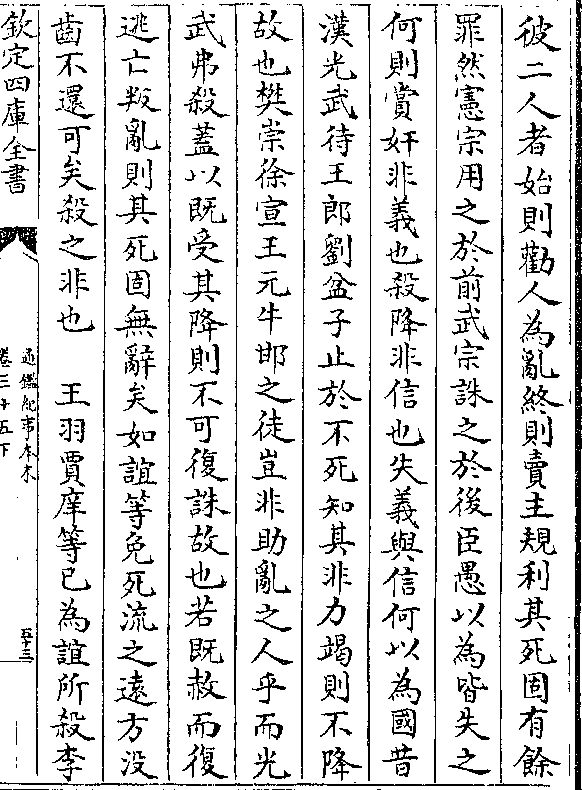 彼二人者始則勸人為亂終則賣主規利其死固有餘
罪然憲宗用之於前武宗誅之於後臣愚以為皆失之
何則賞奸非義也殺降非信也失義與信何以為國昔
漢光武待王郎劉盆子止於不死知其非力竭則不降
故也樊崇徐宣王元牛邯之徒豈非助亂之人乎而光
武弗殺蓋以既受其降則不可復誅故也若既赦而復
逃亡叛亂則其死固無辭矣如誼等免死流之遠方没
齒不還可矣殺之非也　王羽賈庠等已為誼所殺李
欽定四庫全書
通鑑紀事本末
卷三十五下
五十三